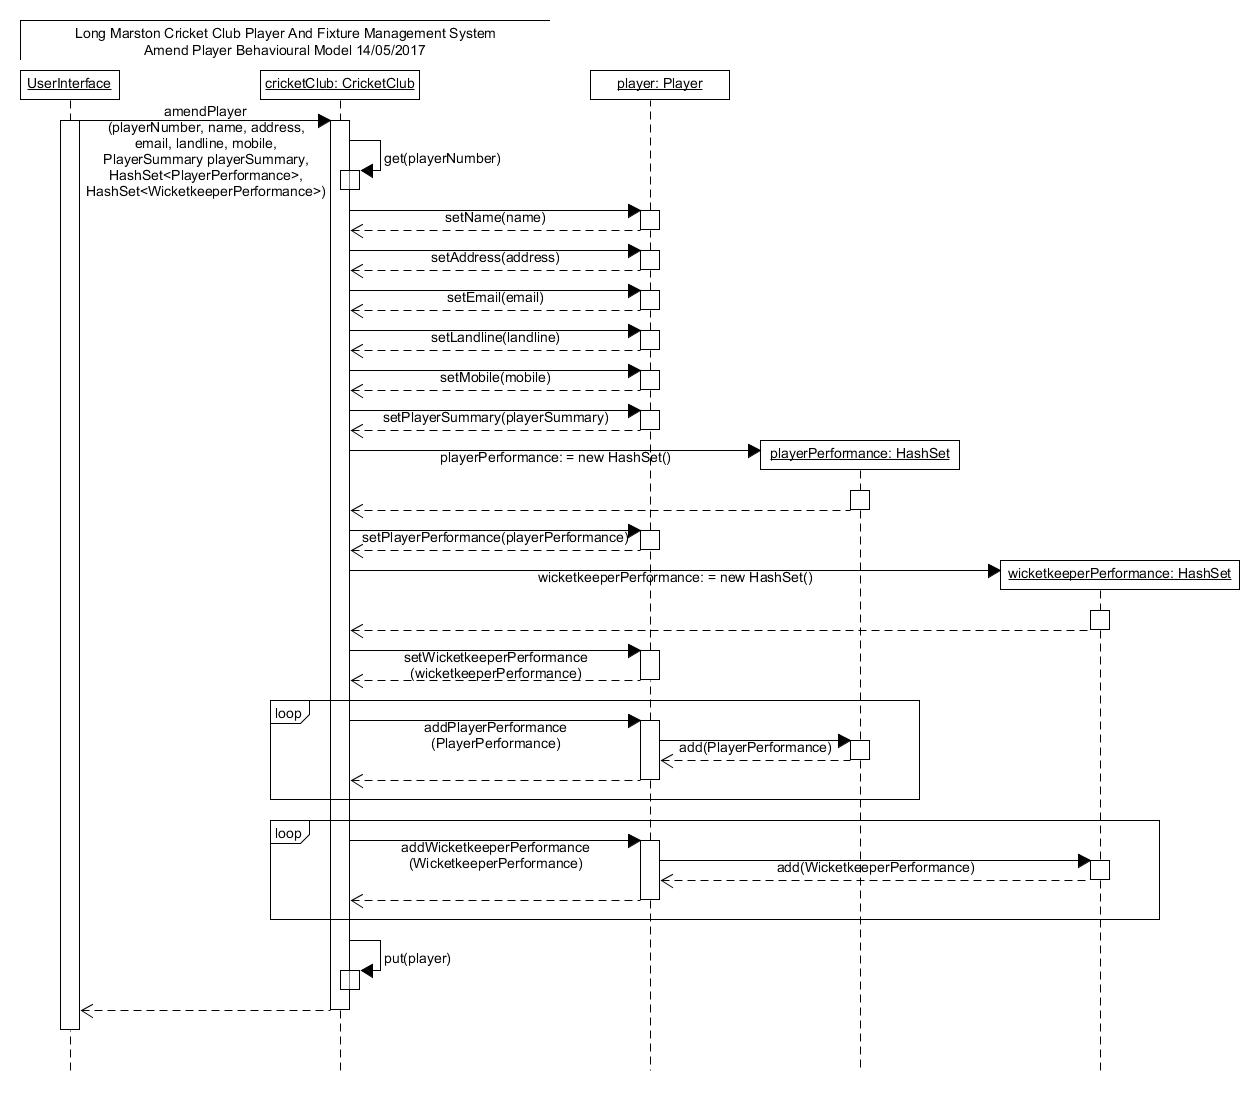 Long Marston Cricket Club Player And Fixture Management System
Amend Player Behavioural Model 14/05/2017
UserInterface
cricketClub: CricketClub
player: Player
amendPlayer
(playerNumber, name, address,
email, landline, mobile,
PlayerSummary playerSummary,
HashSet<PlayerPerformance>,
HashSet<WicketkeeperPerformance>)
get(playerNumber)
setName(name)
setAddress(address)
setEmail(email)
setLandline(landline)
setMobile(mobile)
setPlayerSummary(playerSummary)
playerPerformance: = new HashSet()
playerPerformance: HashSet
setPlayerPerformance(playerPerformance)
wicketkeeperPerformance: = new HashSet()
wicketkeeperPerformance: HashSet
setWicketkeeperPerformance
(wicketkeeperPerformance)
loop
addPlayerPerformance
(PlayerPerformance)
add(PlayerPerformance)
loop
addWicketkeeperPerformance
(WicketkeeperPerformance)
add(WicketkeeperPerformance)
put(player)